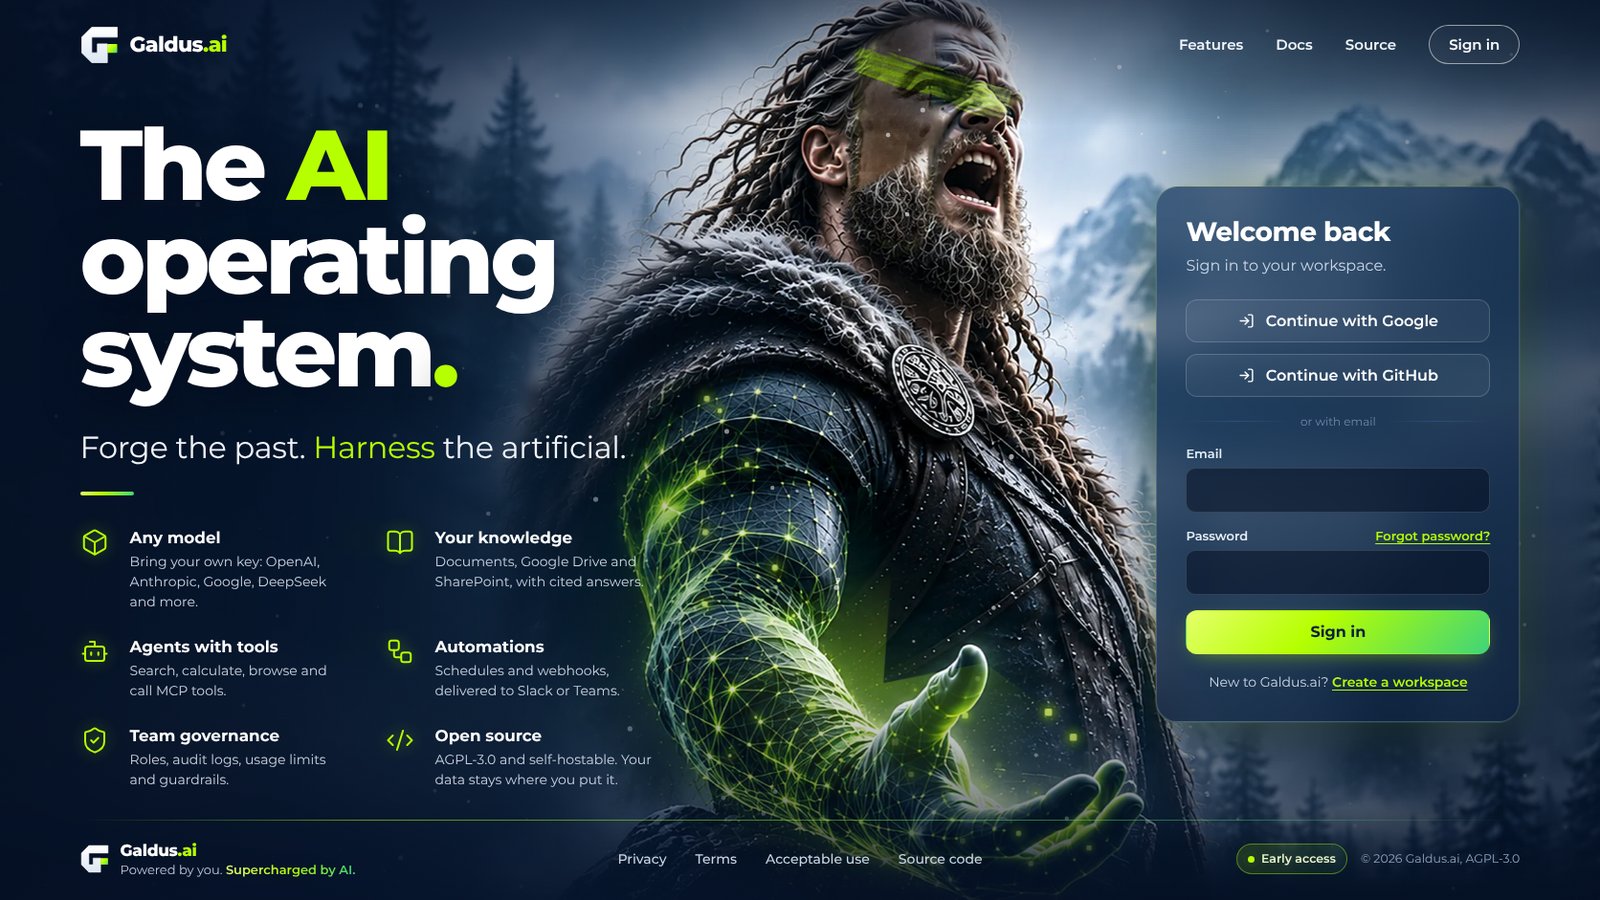 Galdus.ai
Features
Docs
Source
Sign in
The AI
operating
system.
Forge the past. Harness the artificial.
Any model
Bring your own key: OpenAI,
Anthropic, Google, DeepSeek
and more.
Your knowledge
Documents, Google Drive and
SharePoint, with cited answers.
Agents with tools
Search, calculate, browse and
call MCP tools.
Automations
Schedules and webhooks,
delivered to Slack or Teams.
Team governance
Roles, audit logs, usage limits
and guardrails.
Open source
AGPL-3.0 and self-hostable. Your
data stays where you put it.
Welcome back
Sign in to your workspace.
Continue with Google
Continue with GitHub
or with email
Email
Password
Forgot password?
Sign in
New to Galdus.ai? Create a workspace
Galdus.ai
Powered by you. Supercharged by AI.
Privacy
Terms
Acceptable use
Source code
Early access
© 2026 Galdus.ai, AGPL-3.0